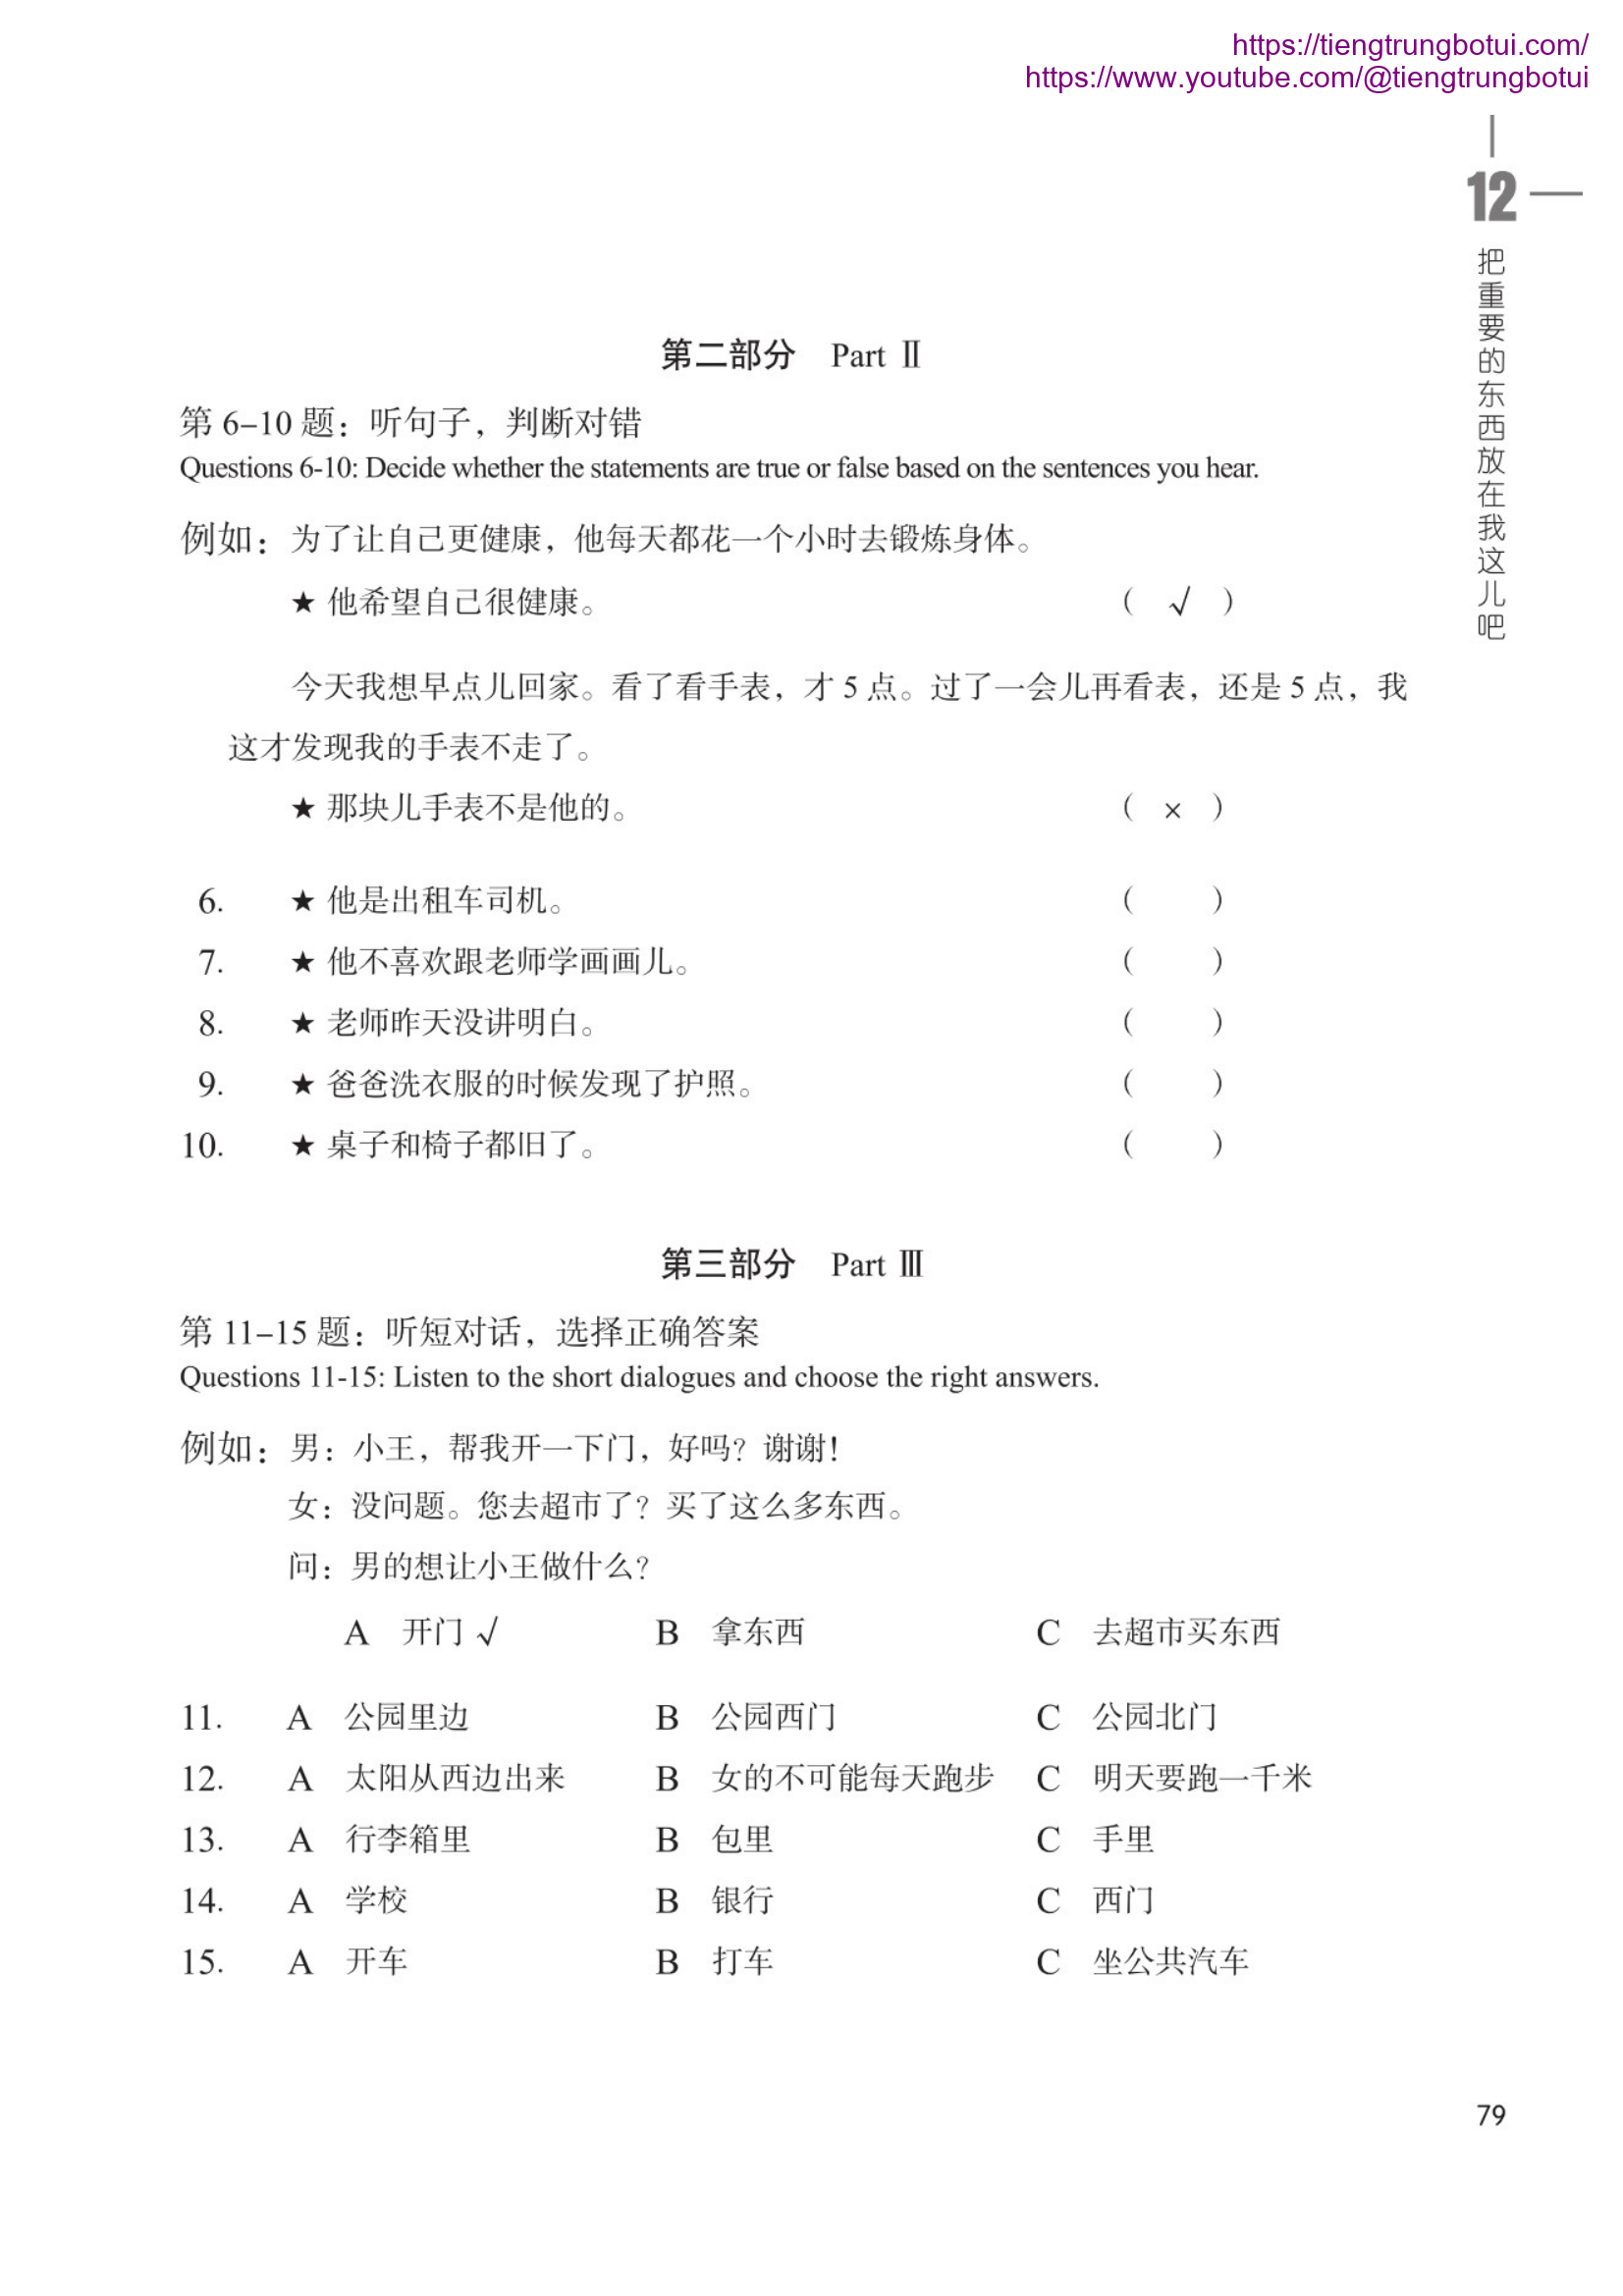 https://tiengtrungbotui.com/
https://www.youtube.com/@tiengtrungbotui
12
把重要的东西放在我这儿吧
第二部分 Part Ⅱ
第 6–10 题：听句子，判断对错
Questions 6-10: Decide whether the statements are true or false based on the sentences you hear.
例如：为了让自己更健康，他每天都花一个小时去锻炼身体。
★ 他希望自己很健康。 （ √ ）
今天我想早点儿回家。看了看手表，才 5 点。过了一会儿再看表，还是 5 点，我
这才发现我的手表不走了。
★ 那块儿手表不是他的。 （ × ）
6. ★ 他是出租车司机。 （ ）
7. ★ 他不喜欢跟老师学画画儿。 （ ）
8. ★ 老师昨天没讲明白。 （ ）
9. ★ 爸爸洗衣服的时候发现了护照。 （ ）
10. ★ 桌子和椅子都旧了。 （ ）
第三部分 Part Ⅲ
第 11–15 题：听短对话，选择正确答案
Questions 11-15: Listen to the short dialogues and choose the right answers.
例如：男：小王，帮我开一下门，好吗？谢谢！
女：没问题。您去超市了？买了这么多东西。
问：男的想让小王做什么？
A 开门 √ B 拿东西 C 去超市买东西
11. A 公园里边 B 公园西门 C 公园北门
12. A 太阳从西边出来 B 女的不可能每天跑步 C 明天要跑一千米
13. A 行李箱里 B 包里 C 手里
14. A 学校 B 银行 C 西门
15. A 开车 B 打车 C 坐公共汽车
79